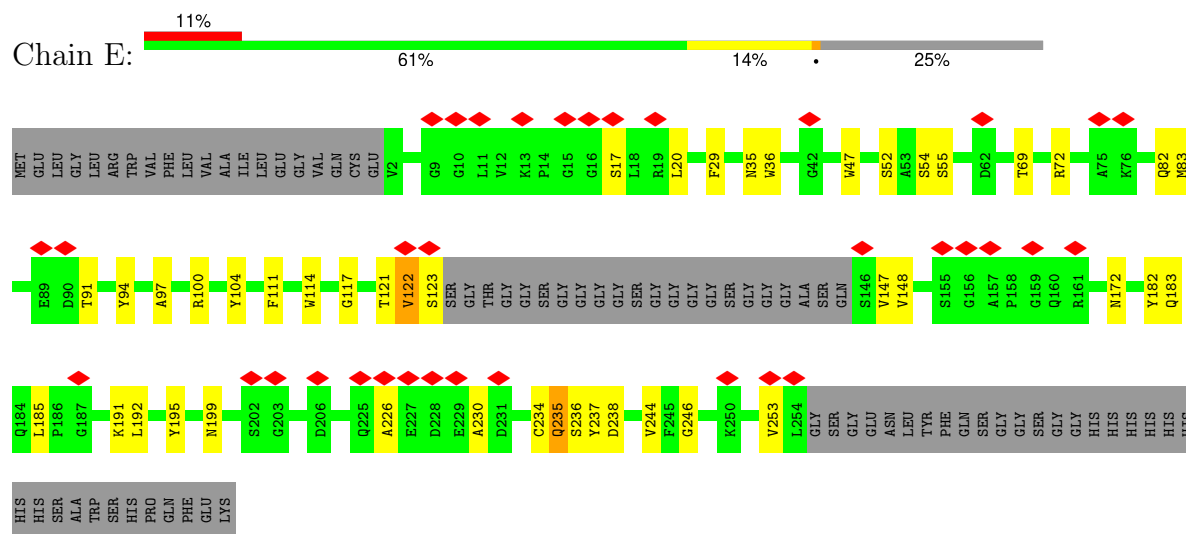 11%
Chain E:
61% 14% • 25%
MET GLU LEU GLY LEU LEU ARG TRP VAL PHE LEU VAL ALA ILE LEU GLU GLY VAL GLN CYS GLU V2 G9 G10 L11 V12 K13 P14 G15 G16 S17 L18 R19 L20 F29 N35 W36 G42 W47 S52 A53 S54 S55 D62 T69 R72 A75 K76 Q82 M83
E89 D90 T91 Y94 A97 R100 Y104 F111 W114 G117 T121 V122 S123 SER GLY THR GLY GLY SER GLY GLY GLY GLY SER GLY GLY GLY GLY SER GLY GLY GLY ALA SER GLN S146 V147 V148 S155 G156 A157 P158 G159 Q160 R161 N172 Y182 Q183
Q184 L185 P186 G187 K191 L192 Y195 N199 S202 G203 D206 Q225 A226 E227 D228 E229 A230 D231 C234 Q235 S236 Y237 D238 V244 F245 G246 K250 V253 L254 GLY SER GLY GLU ASN LEU TYR PHE GLN SER GLY GLY SER GLY GLY HIS HIS HIS HIS HIS HIS
HIS HIS SER ALA TRP SER HIS PRO GLN PHE GLU LYS